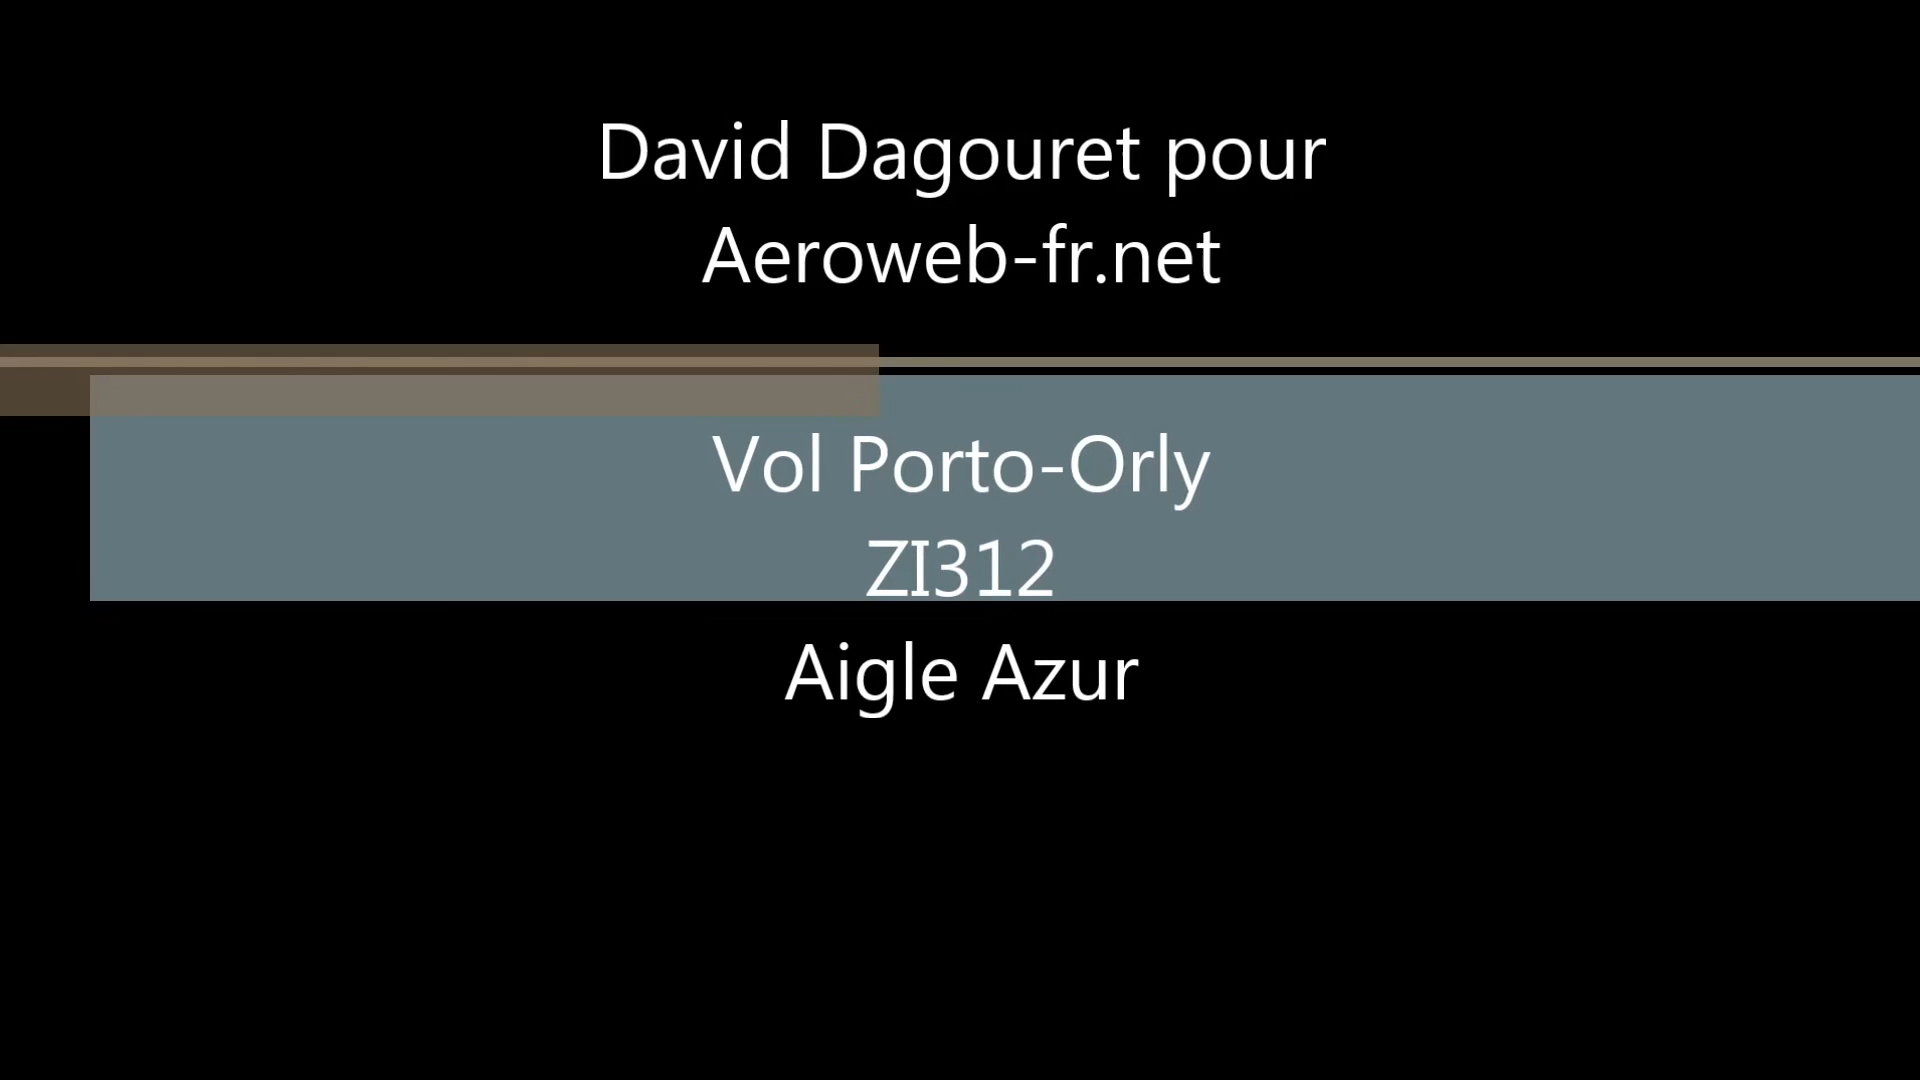 David Dagouret pour
Aeroweb-fr.net
Vol Porto-Orly
ZI312
Aigle Azur